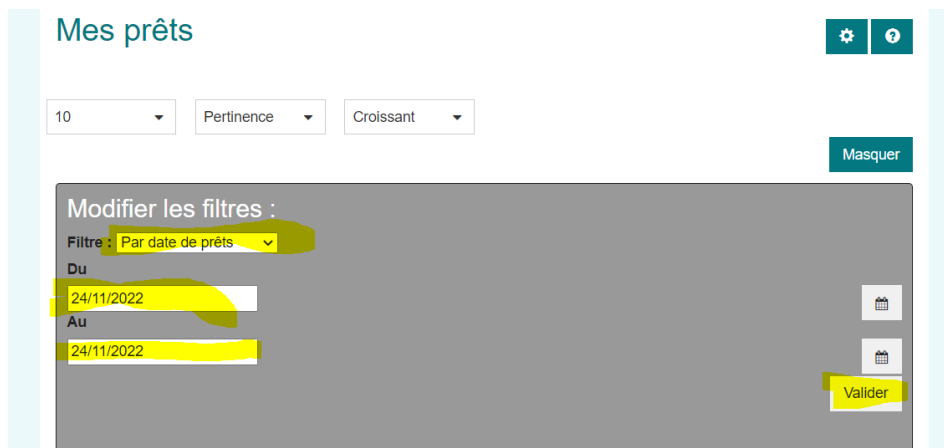 Mes prêts
10 Pertinence Croissant
Masquer
Modifier les filtres :
Filtre : Par date de prêts
Du
24/11/2022
Au
24/11/2022
Valider